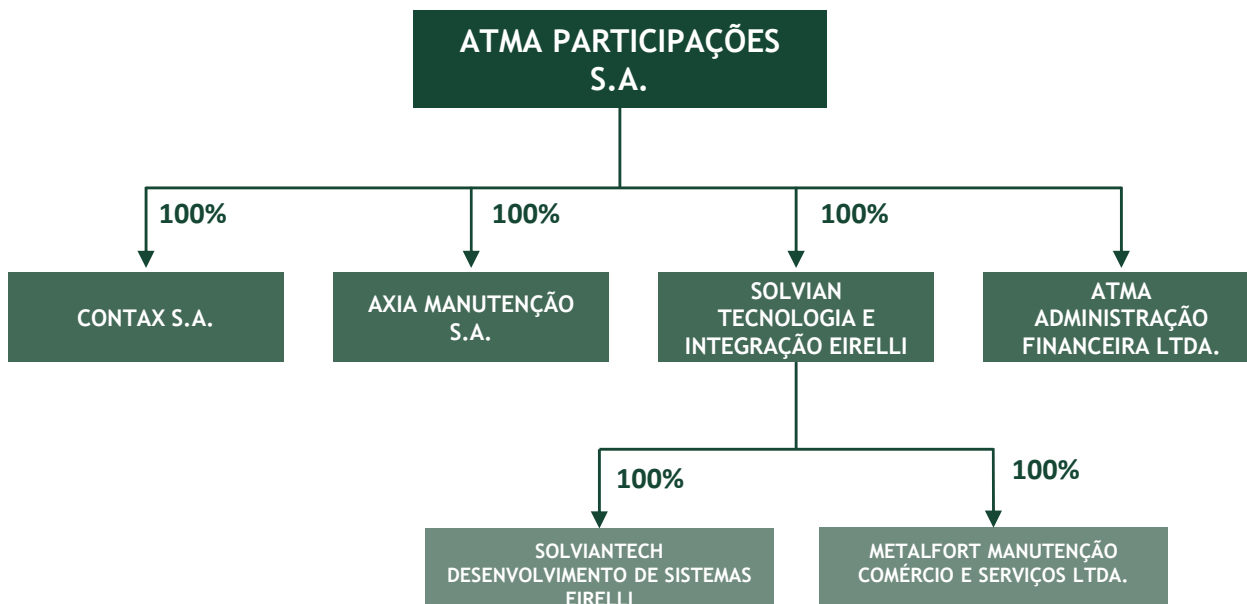 ATMA PARTICIPAÇÕES
S.A.
100%
100%
100%
CONTAX S.A.
AXIA MANUTENÇÃO
S.A.
SOLVIAN
TECNOLOGIA E
INTEGRAÇÃO EIRELLI
ATMA
ADMINISTRAÇÃO
FINANCEIRA LTDA.
100%
100%
SOLVIANTECH
DESENVOLVIMENTO DE SISTEMAS
EIRELLI
METALFORT MANUTENÇÃO
COMÉRCIO E SERVIÇOS LTDA.